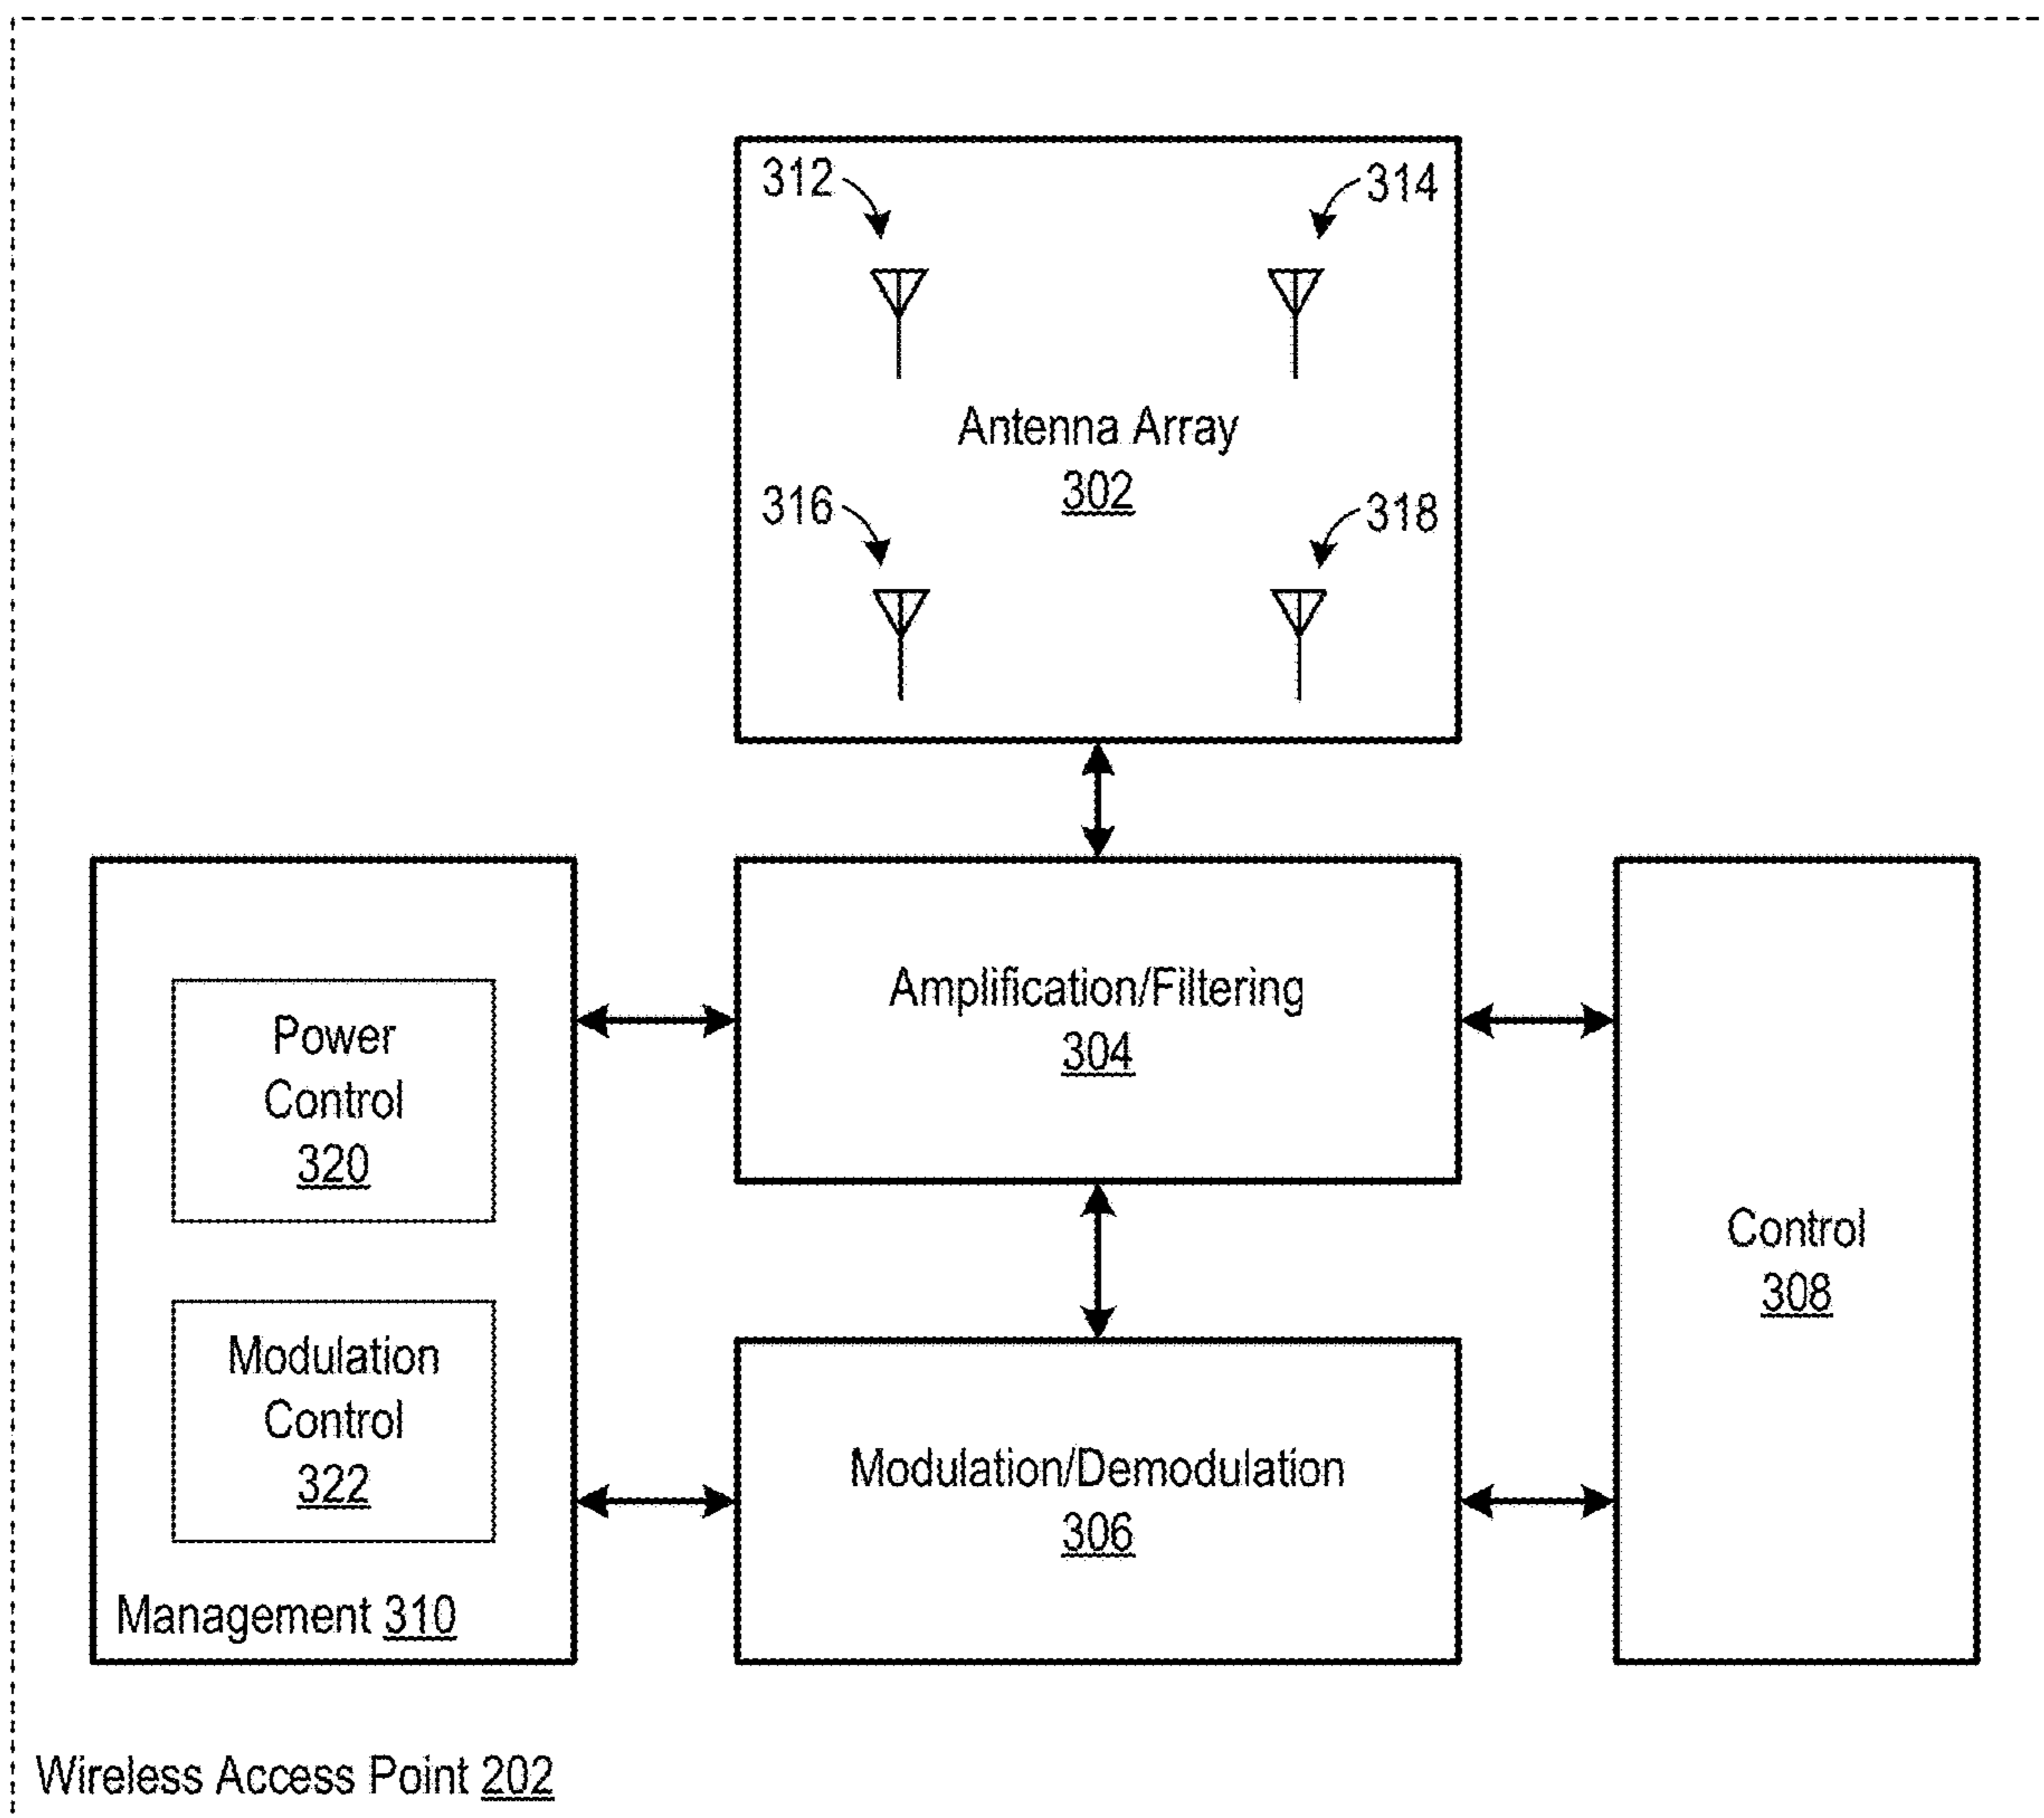 312
314
Antenna Array
302
316
318
Amplification/Filtering
304
Power
Control
320
Modulation
Control
322
Management 310
Modulation/Demodulation
306
Control
308
Wireless Access Point 202